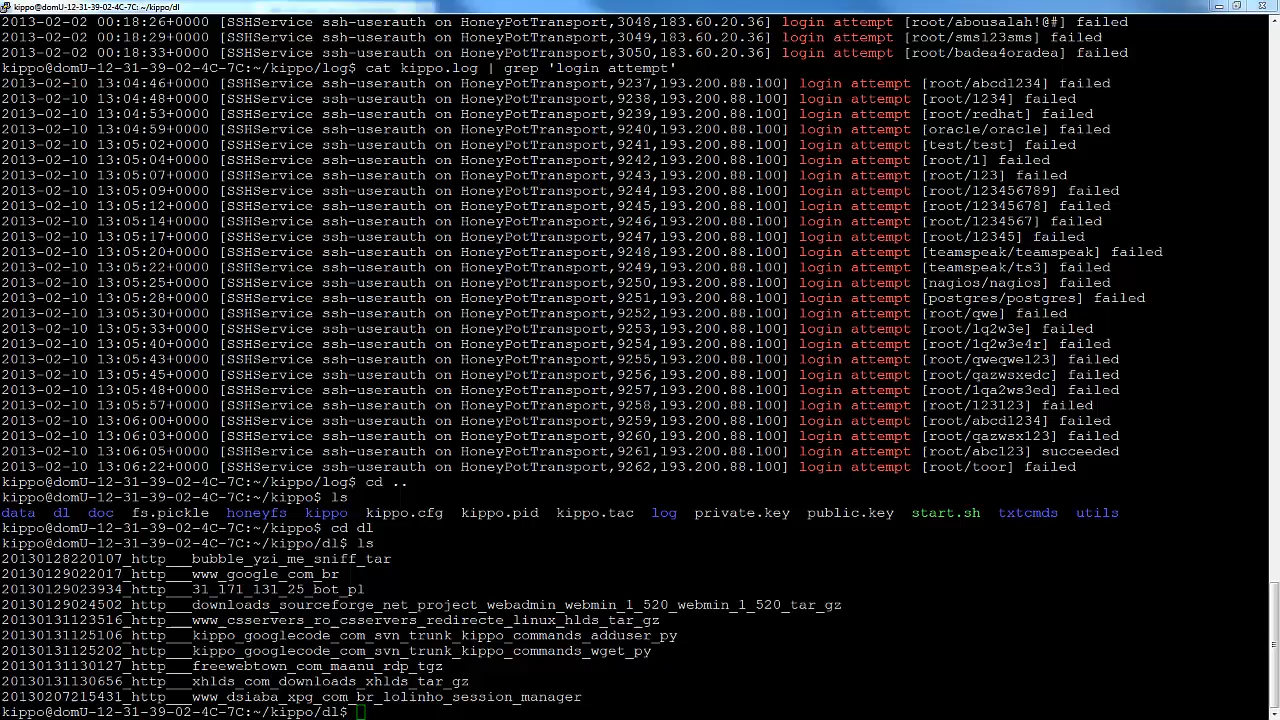 kippo@domU-12-31-39-02-4C-7C: ~/kippo/dl
2013-02-02 00:18:26+0000 [SSHService ssh-userauth on HoneyPotTransport,3048,183.60.20.36] login attempt [root/abousalah!@#] failed
2013-02-02 00:18:29+0000 [SSHService ssh-userauth on HoneyPotTransport,3049,183.60.20.36] login attempt [root/sms123sms] failed
2013-02-02 00:18:33+0000 [SSHService ssh-userauth on HoneyPotTransport,3050,183.60.20.36] login attempt [root/badea4oradea] failed
kippo@domU-12-31-39-02-4C-7C:~/kippo/log$ cat kippo.log | grep 'login attempt'
2013-02-10 13:04:46+0000 [SSHService ssh-userauth on HoneyPotTransport,9237,193.200.88.100] login attempt [root/abcd1234] failed
2013-02-10 13:04:48+0000 [SSHService ssh-userauth on HoneyPotTransport,9238,193.200.88.100] login attempt [root/1234] failed
2013-02-10 13:04:53+0000 [SSHService ssh-userauth on HoneyPotTransport,9239,193.200.88.100] login attempt [root/redhat] failed
2013-02-10 13:04:59+0000 [SSHService ssh-userauth on HoneyPotTransport,9240,193.200.88.100] login attempt [oracle/oracle] failed
2013-02-10 13:05:02+0000 [SSHService ssh-userauth on HoneyPotTransport,9241,193.200.88.100] login attempt [test/test] failed
2013-02-10 13:05:04+0000 [SSHService ssh-userauth on HoneyPotTransport,9242,193.200.88.100] login attempt [root/1] failed
2013-02-10 13:05:07+0000 [SSHService ssh-userauth on HoneyPotTransport,9243,193.200.88.100] login attempt [root/123] failed
2013-02-10 13:05:09+0000 [SSHService ssh-userauth on HoneyPotTransport,9244,193.200.88.100] login attempt [root/123456789] failed
2013-02-10 13:05:12+0000 [SSHService ssh-userauth on HoneyPotTransport,9245,193.200.88.100] login attempt [root/12345678] failed
2013-02-10 13:05:14+0000 [SSHService ssh-userauth on HoneyPotTransport,9246,193.200.88.100] login attempt [root/1234567] failed
2013-02-10 13:05:17+0000 [SSHService ssh-userauth on HoneyPotTransport,9247,193.200.88.100] login attempt [root/12345] failed
2013-02-10 13:05:20+0000 [SSHService ssh-userauth on HoneyPotTransport,9248,193.200.88.100] login attempt [teamspeak/teamspeak] failed
2013-02-10 13:05:22+0000 [SSHService ssh-userauth on HoneyPotTransport,9249,193.200.88.100] login attempt [teamspeak/ts3] failed
2013-02-10 13:05:25+0000 [SSHService ssh-userauth on HoneyPotTransport,9250,193.200.88.100] login attempt [nagios/nagios] failed
2013-02-10 13:05:28+0000 [SSHService ssh-userauth on HoneyPotTransport,9251,193.200.88.100] login attempt [postgres/postgres] failed
2013-02-10 13:05:30+0000 [SSHService ssh-userauth on HoneyPotTransport,9252,193.200.88.100] login attempt [root/qwe] failed
2013-02-10 13:05:33+0000 [SSHService ssh-userauth on HoneyPotTransport,9253,193.200.88.100] login attempt [root/1q2w3e] failed
2013-02-10 13:05:40+0000 [SSHService ssh-userauth on HoneyPotTransport,9254,193.200.88.100] login attempt [root/1q2w3e4r] failed
2013-02-10 13:05:43+0000 [SSHService ssh-userauth on HoneyPotTransport,9255,193.200.88.100] login attempt [root/qweqwe123] failed
2013-02-10 13:05:45+0000 [SSHService ssh-userauth on HoneyPotTransport,9256,193.200.88.100] login attempt [root/qazwsxedc] failed
2013-02-10 13:05:48+0000 [SSHService ssh-userauth on HoneyPotTransport,9257,193.200.88.100] login attempt [root/1qa2ws3ed] failed
2013-02-10 13:05:57+0000 [SSHService ssh-userauth on HoneyPotTransport,9258,193.200.88.100] login attempt [root/123123] failed
2013-02-10 13:06:00+0000 [SSHService ssh-userauth on HoneyPotTransport,9259,193.200.88.100] login attempt [root/abcd1234] failed
2013-02-10 13:06:03+0000 [SSHService ssh-userauth on HoneyPotTransport,9260,193.200.88.100] login attempt [root/qazwsx123] failed
2013-02-10 13:06:05+0000 [SSHService ssh-userauth on HoneyPotTransport,9261,193.200.88.100] login attempt [root/abc123] succeeded
2013-02-10 13:06:22+0000 [SSHService ssh-userauth on HoneyPotTransport,9262,193.200.88.100] login attempt [root/toor] failed
kippo@domU-12-31-39-02-4C-7C:~/kippo/log$ cd ..
kippo@domU-12-31-39-02-4C-7C:~/kippo$ ls
data dl doc fs.pickle honeyfs kippo kippo.cfg kippo.pid kippo.tac log private.key public.key start.sh txtcmds utils
kippo@domU-12-31-39-02-4C-7C:~/kippo$ cd dl
kippo@domU-12-31-39-02-4C-7C:~/kippo/dl$ ls
20130128220107_http___bubble_yzi_me_sniff_tar
20130129022017_http___www_google_com_br
20130129023934_http___31_171_131_25_bot_pl
20130129024502_http___downloads_sourceforge_net_project_webadmin_webmin_1_520_webmin_1_520_tar_gz
20130131123516_http___www_csservers_ro_csservers_redirecte_linux_hlds_tar_gz
20130131125106_http___kippo_googlecode_com_svn_trunk_kippo_commands_adduser_py
20130131125202_http___kippo_googlecode_com_svn_trunk_kippo_commands_wget_py
20130131130127_http___freewebtown_com_maanu_rdp_tgz
20130131130656_http___xhlds_com_downloads_xhlds_tar_gz
20130207215431_http___www_dsiaba_xpg_com_br_lolinho_session_manager
kippo@domU-12-31-39-02-4C-7C:~/kippo/dl$